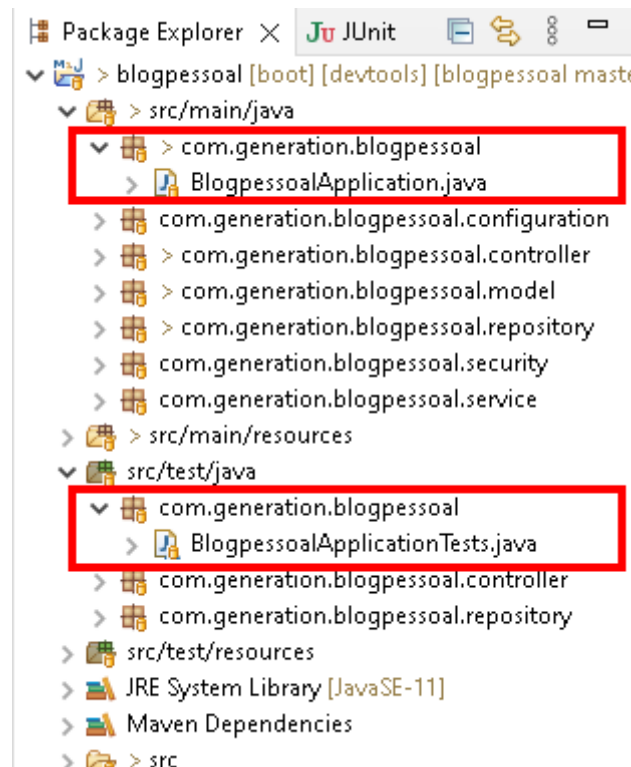 Package Explorer JUnit
> blogpessoal [boot] [devtools] [blogpessoal maste
> src/main/java
> com.generation.blogpessoal
BlogpessoalApplication.java
com.generation.blogpessoal.configuration
> com.generation.blogpessoal.controller
> com.generation.blogpessoal.model
> com.generation.blogpessoal.repository
com.generation.blogpessoal.security
com.generation.blogpessoal.service
> src/main/resources
src/test/java
com.generation.blogpessoal
BlogpessoalApplicationTests.java
com.generation.blogpessoal.controller
com.generation.blogpessoal.repository
src/test/resources
JRE System Library [JavaSE-11]
Maven Dependencies
> src